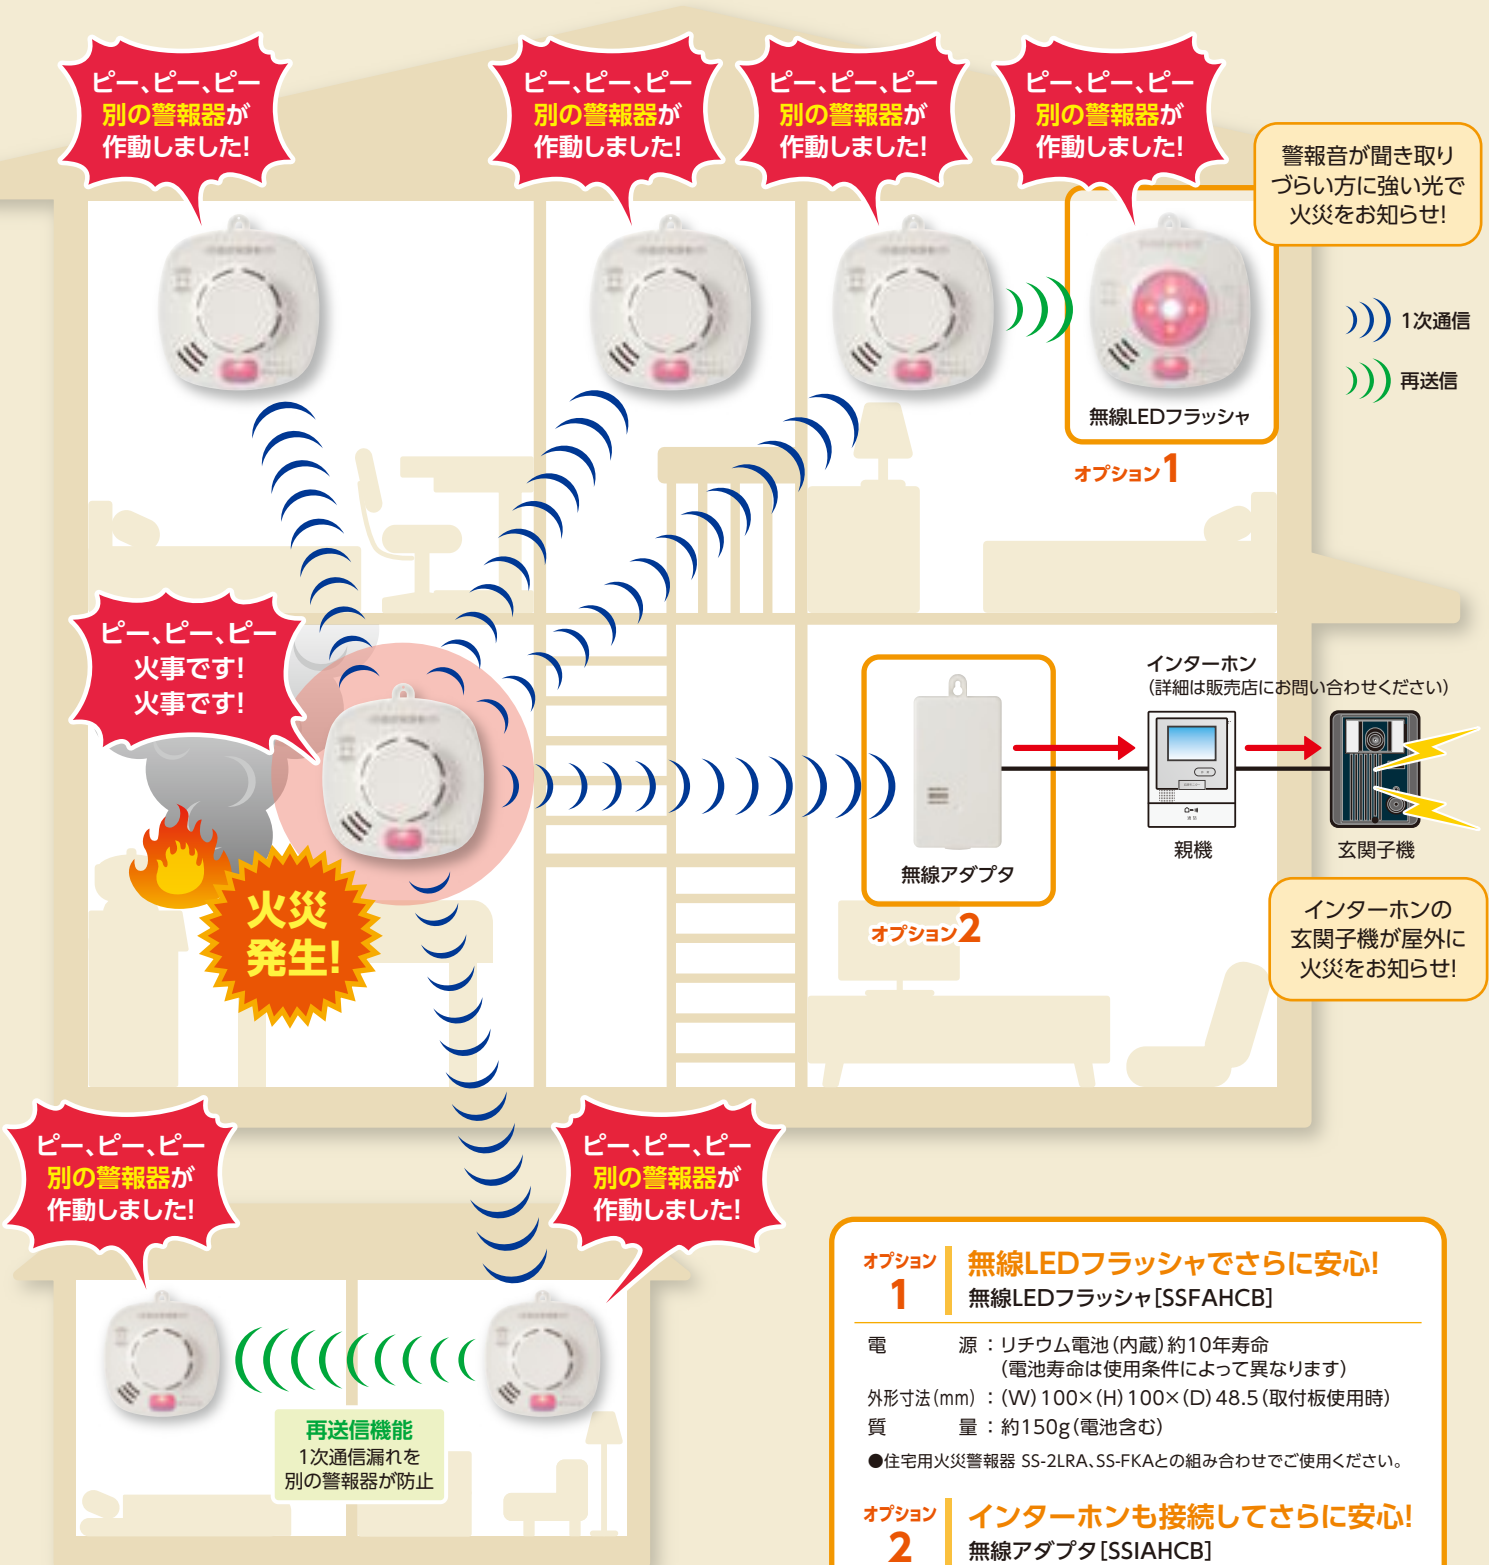 ピー、ピー、ピー
別の警報器が
作動しました!
ピー、ピー、ピー
別の警報器が
作動しました!
ピー、ピー、ピー
別の警報器が
作動しました!
ピー、ピー、ピー
別の警報器が
作動しました!
警報音が聞き取り
づらい方に強い光で
火災をお知らせ!
1次通信
再送信
無線LEDフラッシャ
オプション1
ピー、ピー、ピー
火事です!
火事です!
火災
発生!
インターホン
(詳細は販売店にお問い合わせください)
無線アダプタ
オプション2
親機
玄関子機
インターホンの
玄関子機が屋外に
火災をお知らせ!
ピー、ピー、ピー
別の警報器が
作動しました!
ピー、ピー、ピー
別の警報器が
作動しました!
再送信機能
1次通信漏れを
別の警報器が防止
オプション
1
無線LEDフラッシャでさらに安心!
無線LEDフラッシャ[SSFAHCB]
電源:リチウム電池(内蔵)約10年寿命
(電池寿命は使用条件によって異なります)
外形寸法(mm):(W)100×(H)100×(D)48.5(取付板使用時)
質量:約150g(電池含む)
●住宅用火災警報器 SS-2LRA、SS-FKAとの組み合わせでご使用ください。
オプション
2
インターホンも接続してさらに安心!
無線アダプタ[SSIAHCB]